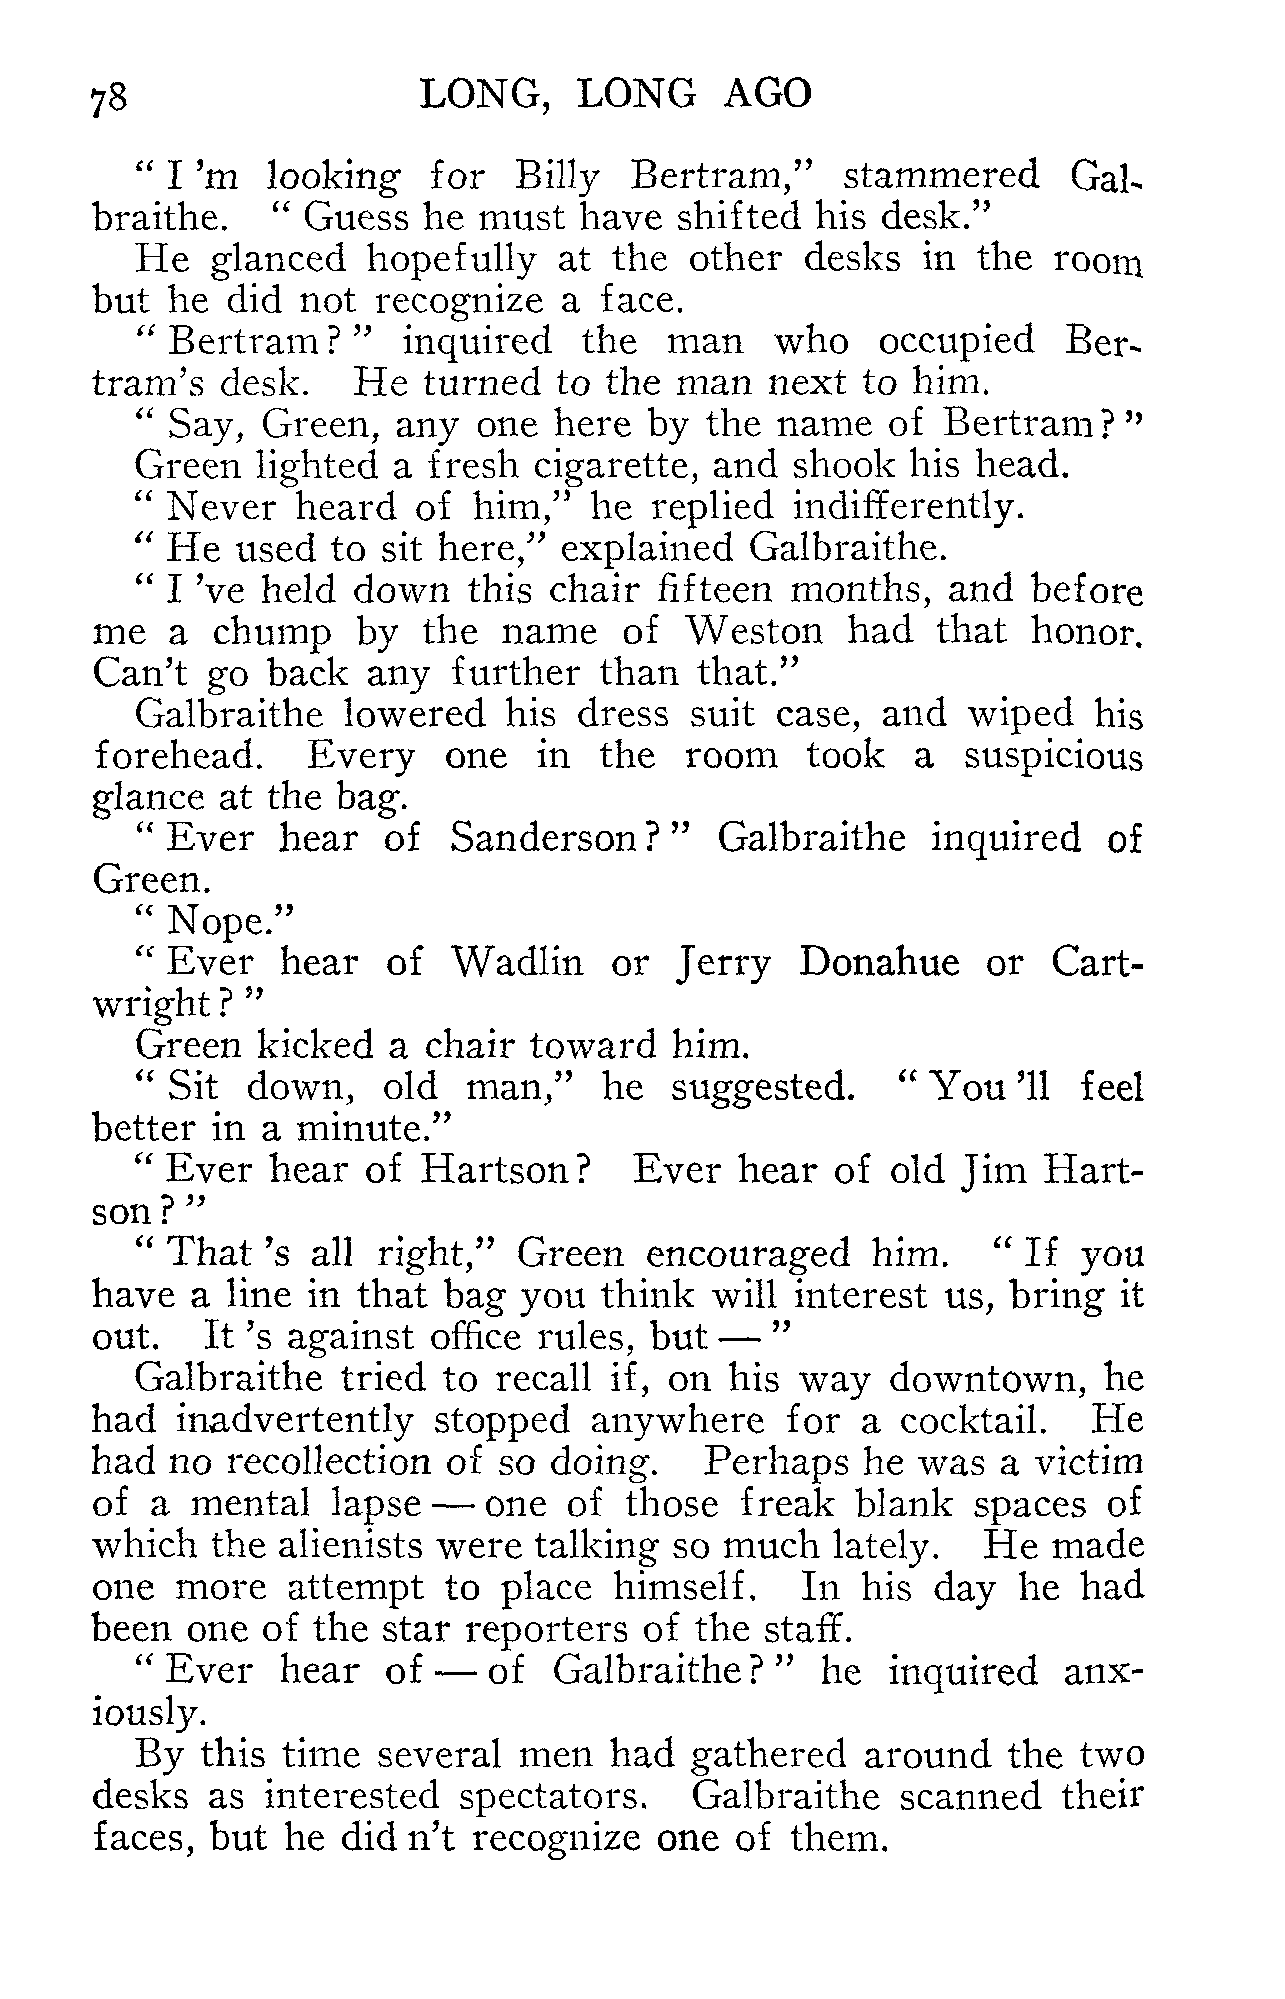 78 LONG, LONG AGO
" I 'm looking for Billy Bertram," stammered Gal-
braithe. " Guess he must have shifted his desk."
He glanced hopefully at the other desks in the room
but he did not recognize a face.
" Bertram? " inquired the man who occupied Ber-
tram's desk. He turned to the man next to him.
" Say, Green, any one here by the name of Bertram? "
Green lighted a fresh cigarette, and shook his head.
" Never heard of him," he replied indifferently.
" He used to sit here," explained Galbraithe.
" I 've held down this chair fifteen months, and before
me a chump by the name of Weston had that honor.
Can't go back any further than that."
Galbraithe lowered his dress suit case, and wiped his
forehead. Every one in the room took a suspicious
glance at the bag.
" Ever hear of Sanderson? " Galbraithe inquired of
Green.
" Nope."
" Ever hear of Wadlin or Jerry Donahue or Cart-
wright? "
Green kicked a chair toward him.
" Sit down, old man," he suggested. " You 'll feel
better in a minute."
" Ever hear of Hartson? Ever hear of old Jim Hart-
son? "
" That 's all right," Green encouraged him. " If you
have a line in that bag you think will interest us, bring it
out. It 's against office rules, but — "
Galbraithe tried to recall if, on his way downtown, he
had inadvertently stopped anywhere for a cocktail. He
had no recollection of so doing. Perhaps he was a victim
of a mental lapse — one of those freak blank spaces of
which the alienists were talking so much lately. He made
one more attempt to place himself. In his day he had
been one of the star reporters of the staff.
" Ever hear of — of Galbraithe? " he inquired anx-
iously.
By this time several men had gathered around the two
desks as interested spectators. Galbraithe scanned their
faces, but he did n't recognize one of them.